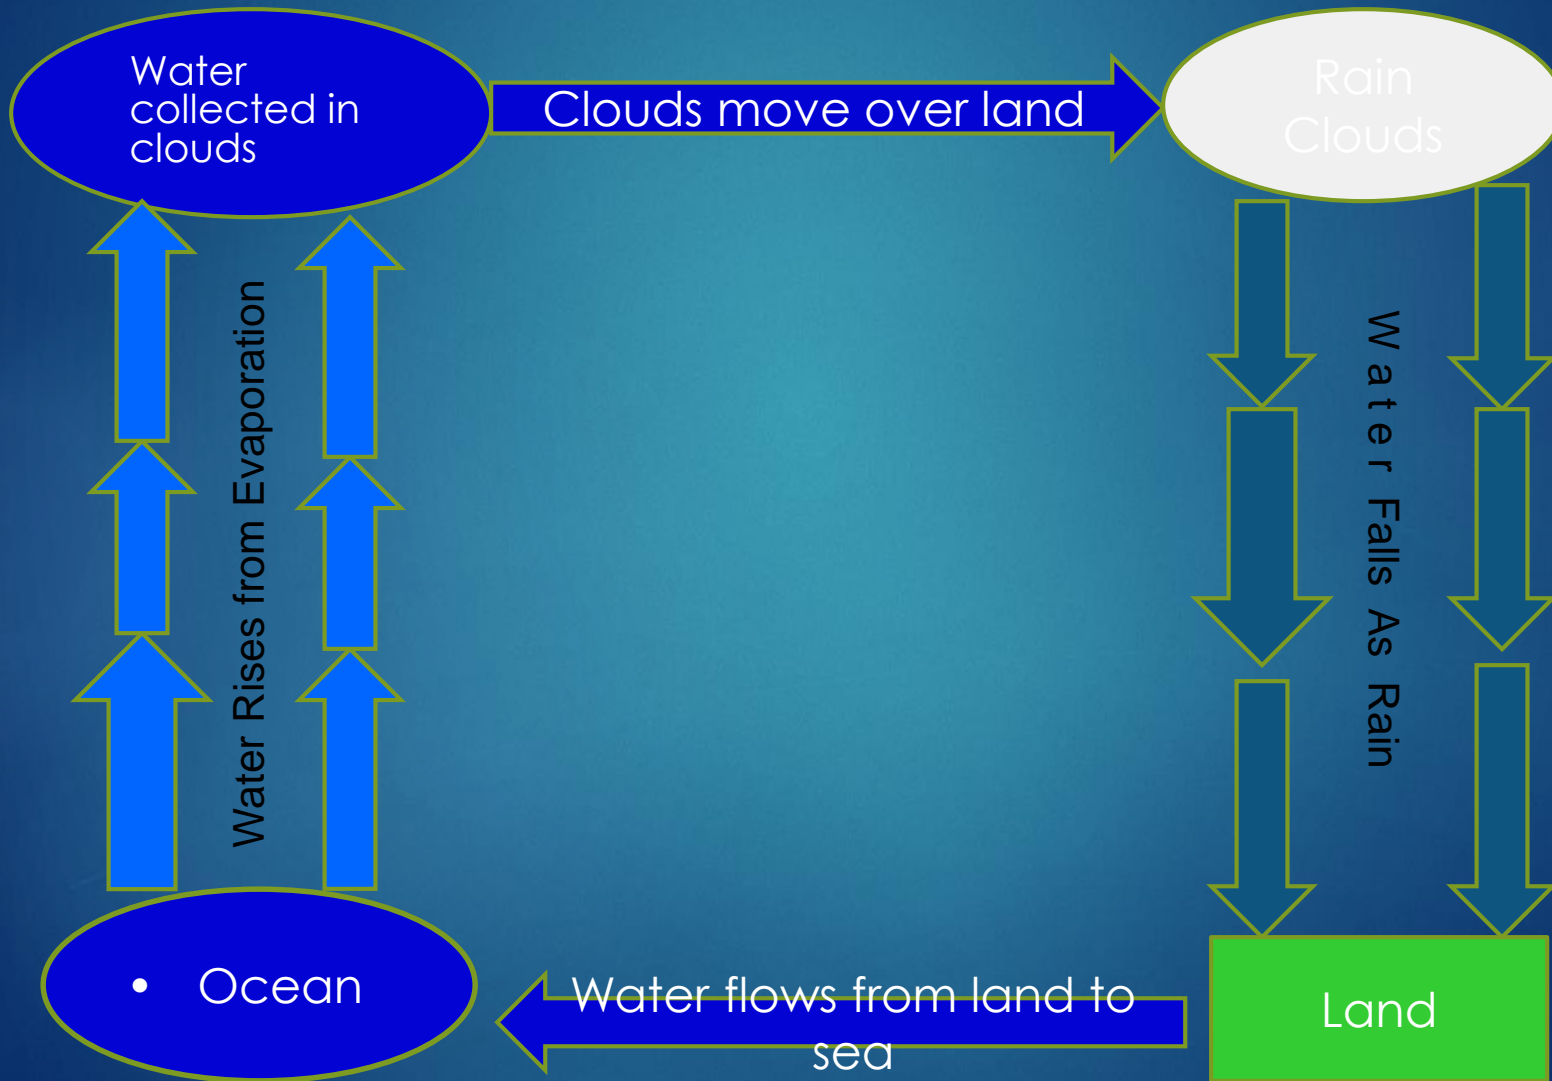 Water
collected in
clouds
Clouds move over land
Rain
Clouds
Water Rises from Evaporation
Water Falls As Rain
• Ocean
Water flows from land to
sea
Land